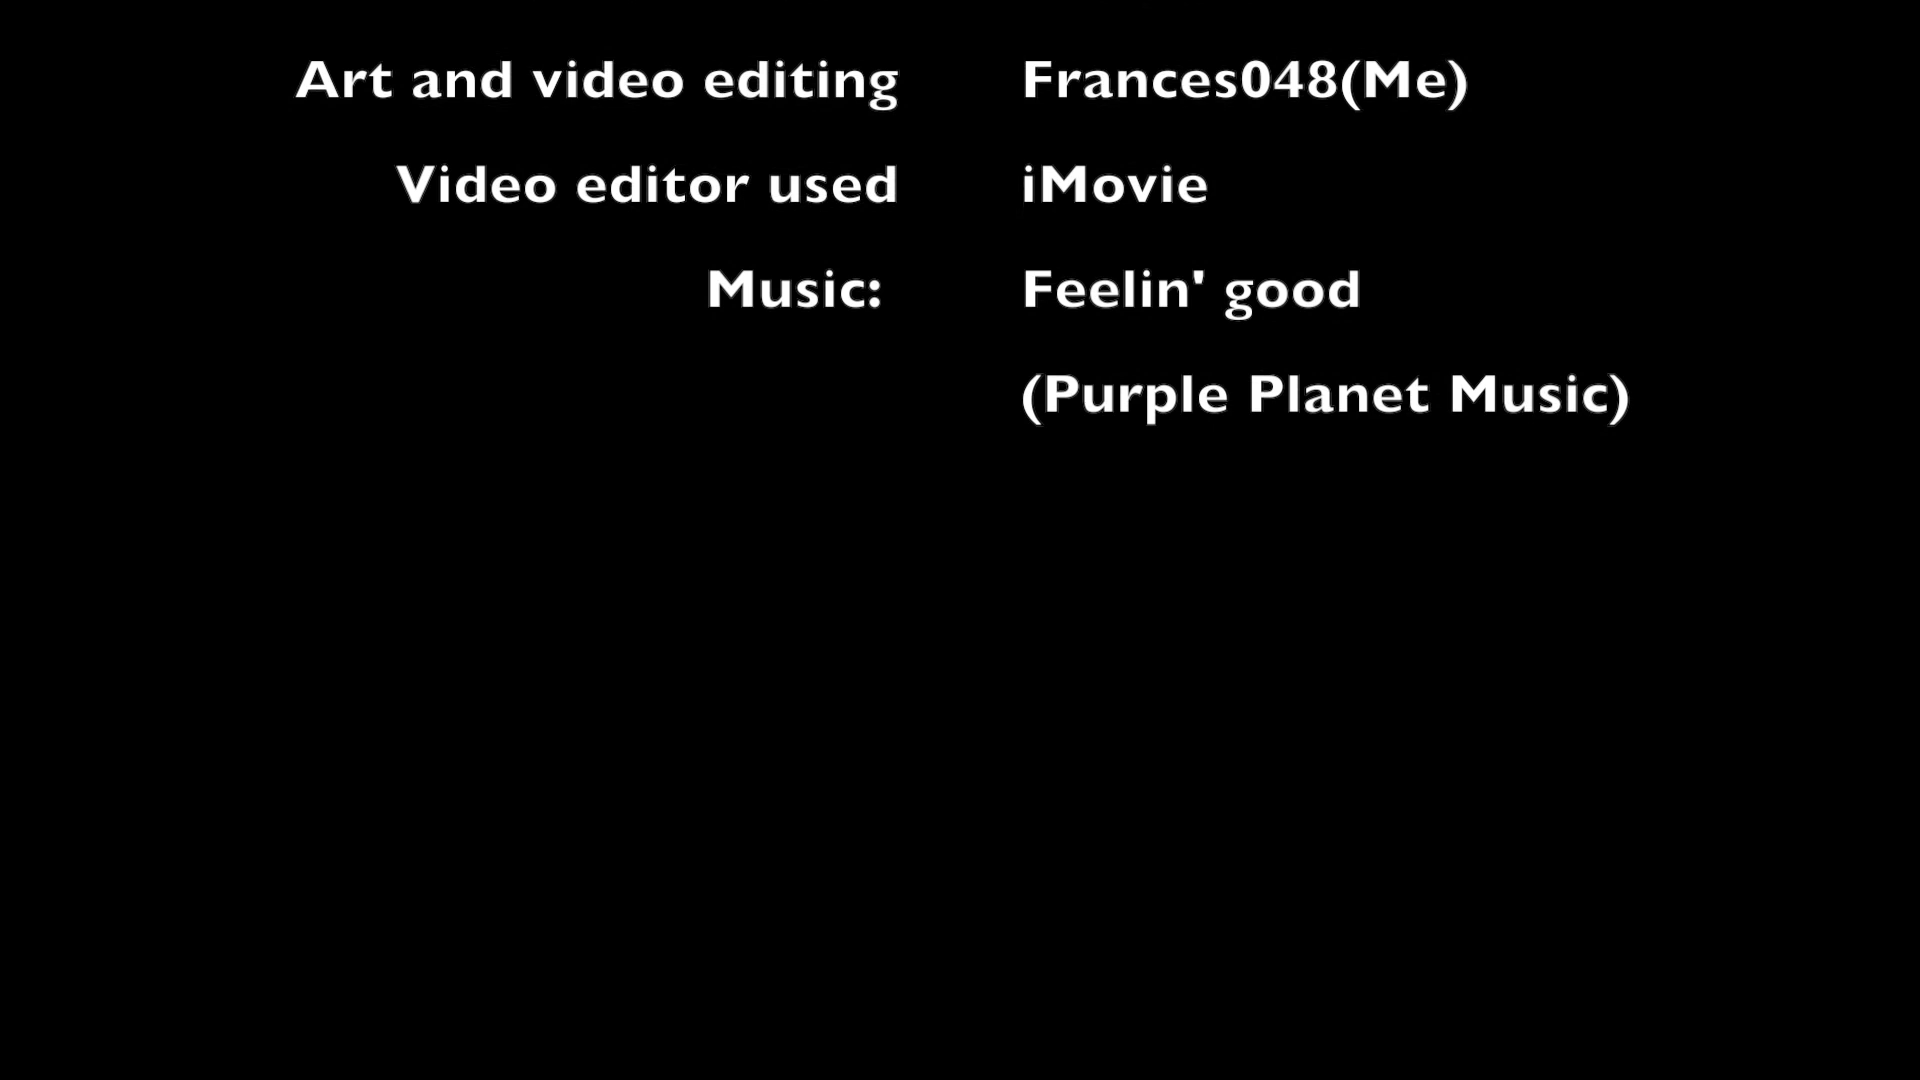 Art and video editing Frances048(Me)
Video editor used iMovie
Music: Feelin' good
(Purple Planet Music)